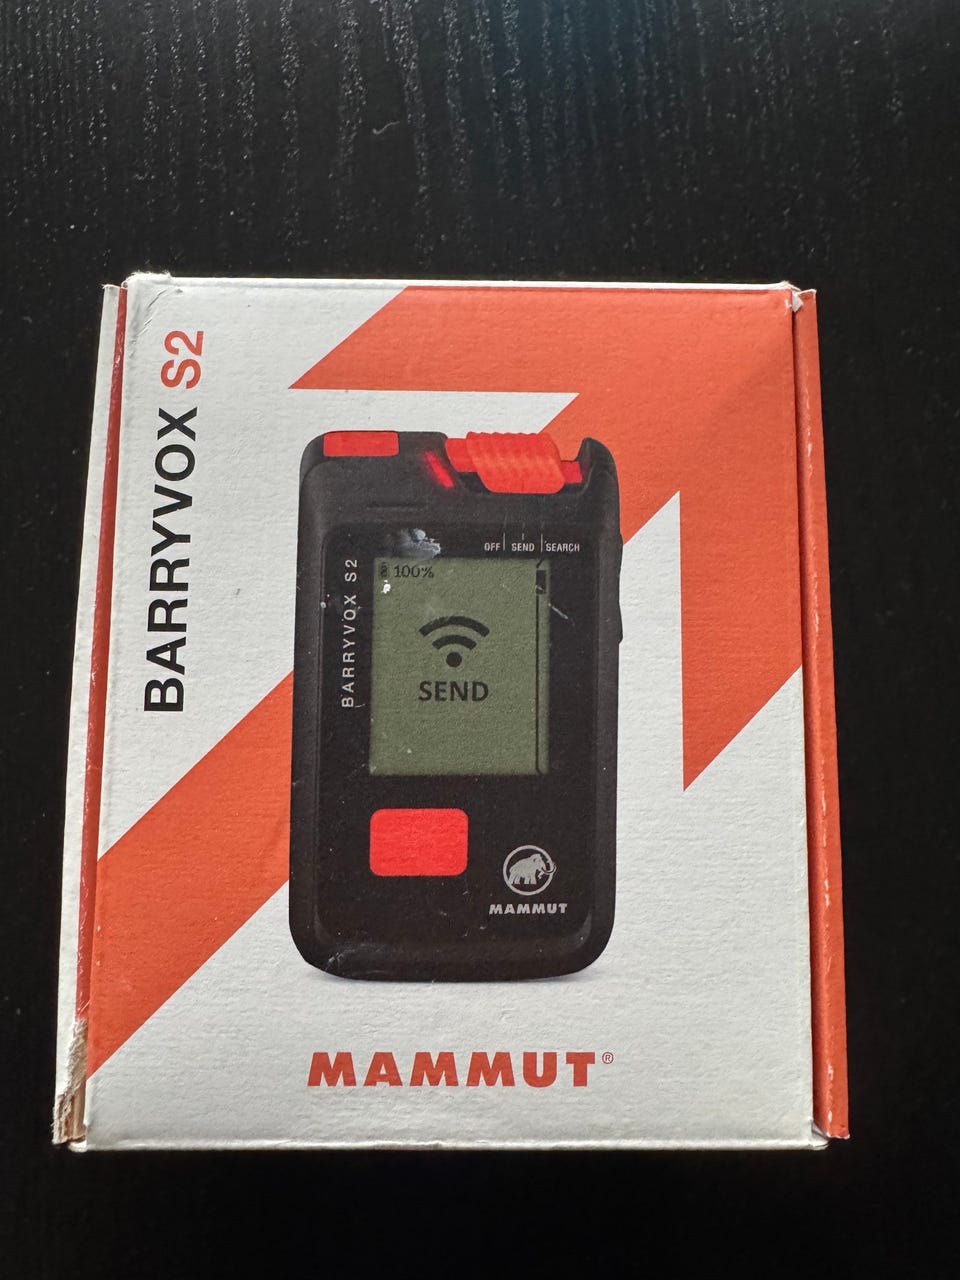 BARRYVOX S2
OFF | SEND | SEARCH
BARRYVOX S2
100%
SEND
MAMMUT
MAMMUT®